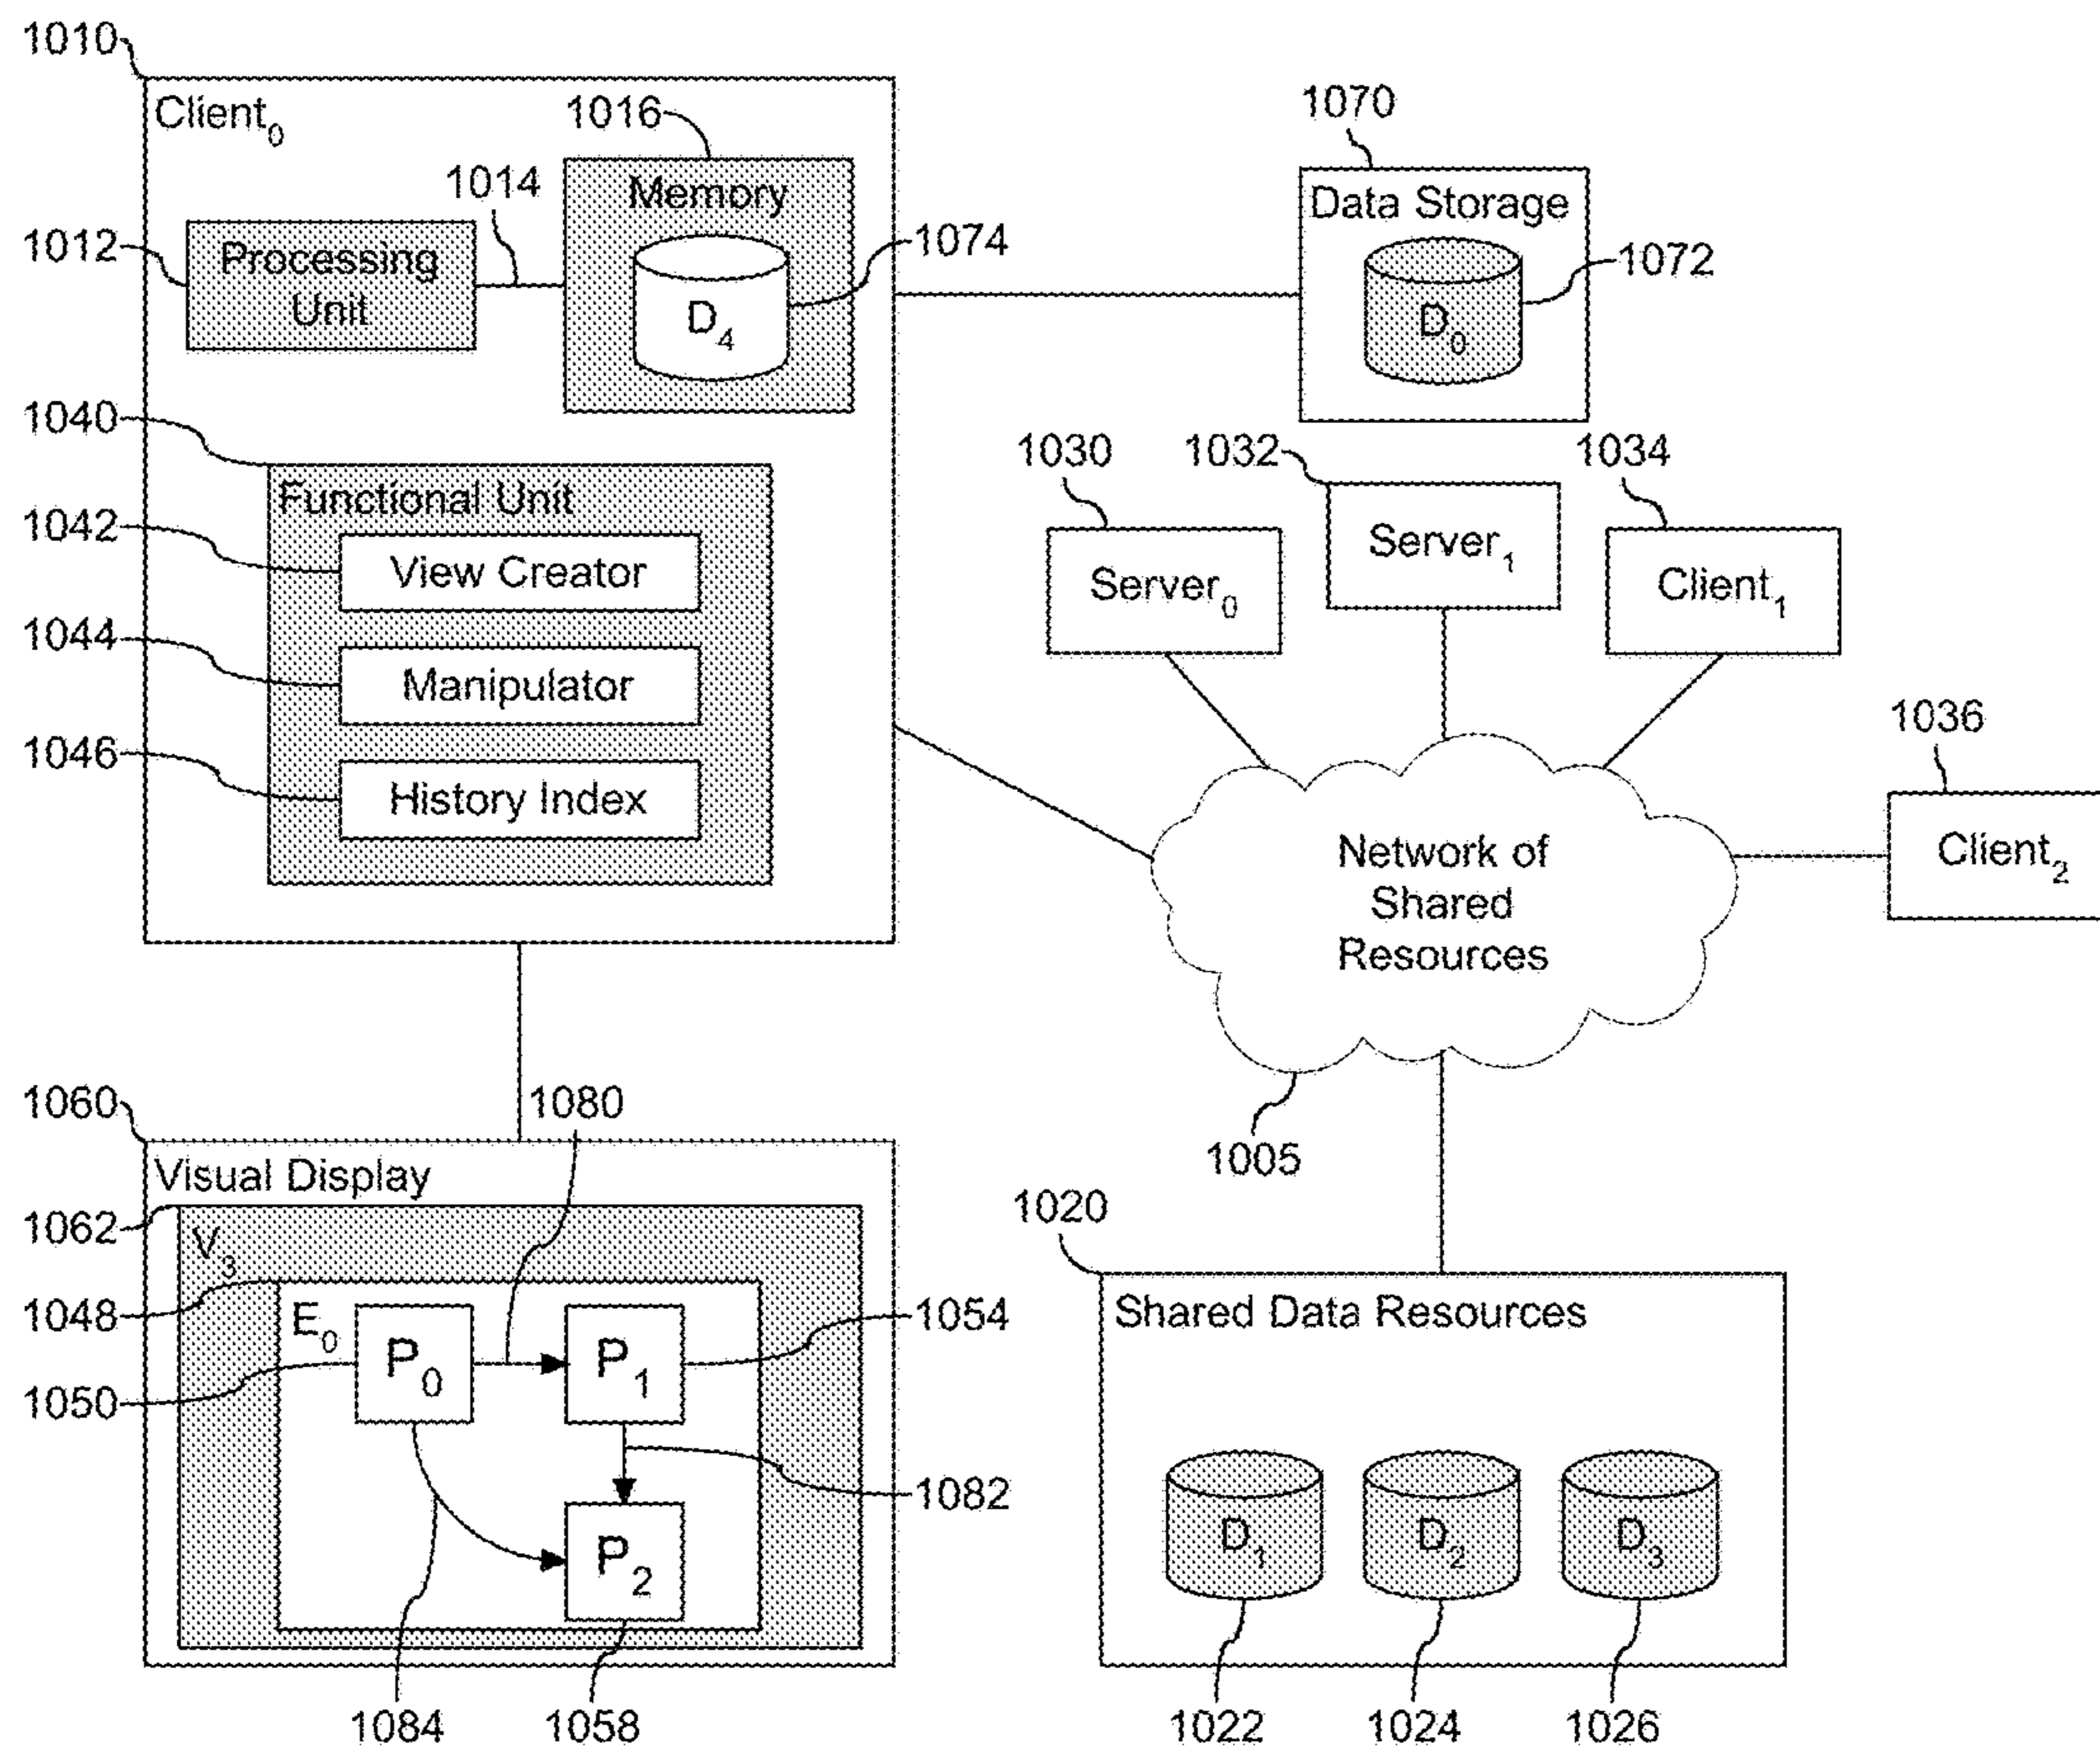 1010
Client0
1016
Memory
1014
1012
Processing
Unit
D4
1074
1070
Data Storage
D0
1072
1040
Functional Unit
1042
View Creator
1044
Manipulator
1046
History Index
1030
Server0
1032
Server1
1034
Client1
1036
Client2
Network of
Shared
Resources
1005
1060
Visual Display
1080
1062
V3
1048
E0
1050
P0
P1
1054
1082
P2
1084
1058
1020
Shared Data Resources
D1
D2
D3
1022
1024
1026